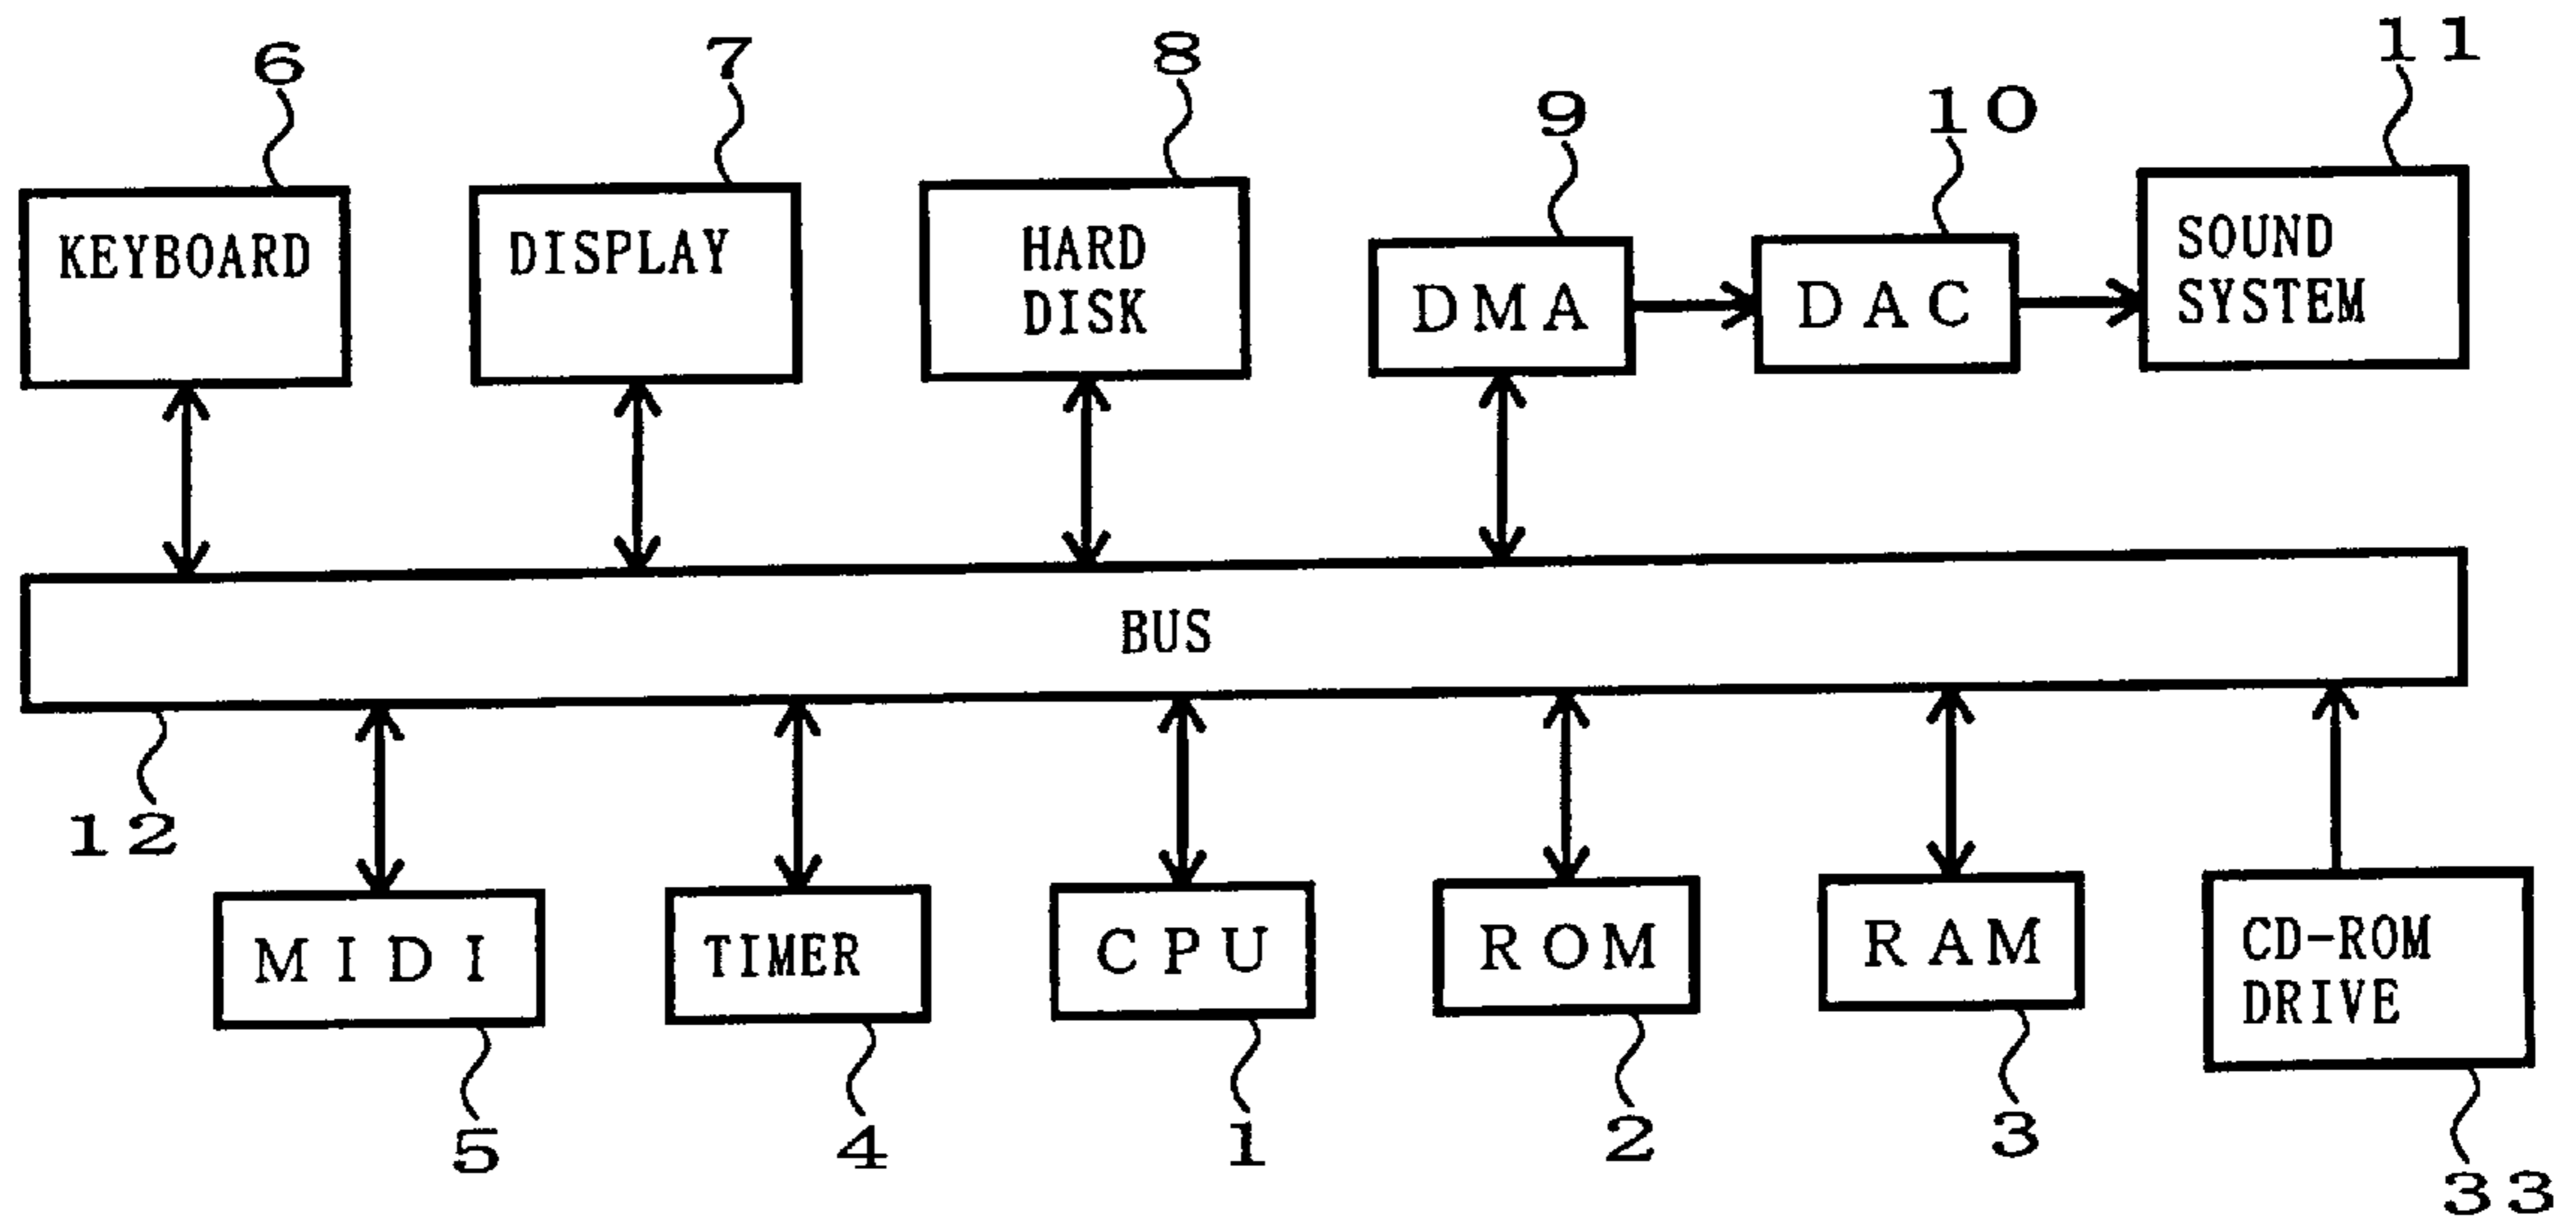 6
7
8
9
10
11
KEYBOARD
DISPLAY
HARD
DISK
DMA
DAC
SOUND
SYSTEM
BUS
12
MIDI
TIMER
CPU
ROM
RAM
CD-ROM
DRIVE
5
4
1
2
3
33